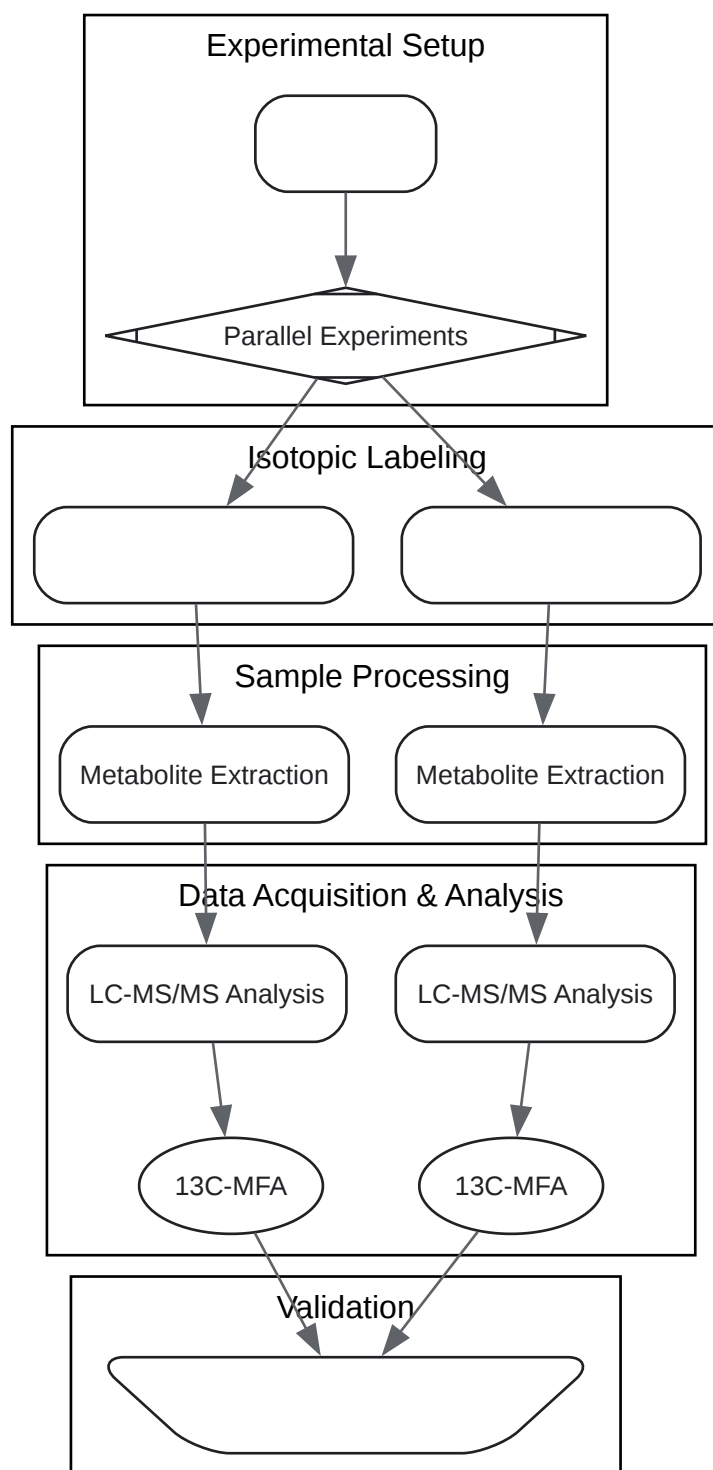 Experimental Setup
Parallel Experiments
Isotopic Labeling
Sample Processing
Metabolite Extraction
Metabolite Extraction
Data Acquisition & Analysis
LC-MS/MS Analysis
LC-MS/MS Analysis
13C-MFA
13C-MFA
Validation